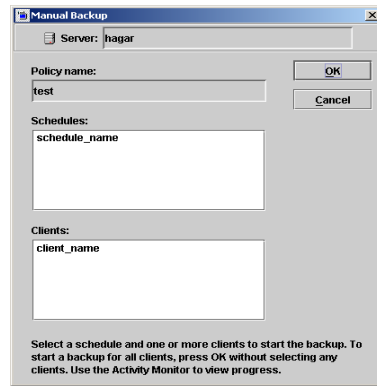 Manual Backup
Server: hagar
Policy name:
OK
test
Cancel
Schedules:
schedule_name
Clients:
client_name
Select a schedule and one or more clients to start the backup. To
start a backup for all clients, press OK without selecting any
clients. Use the Activity Monitor to view progress.